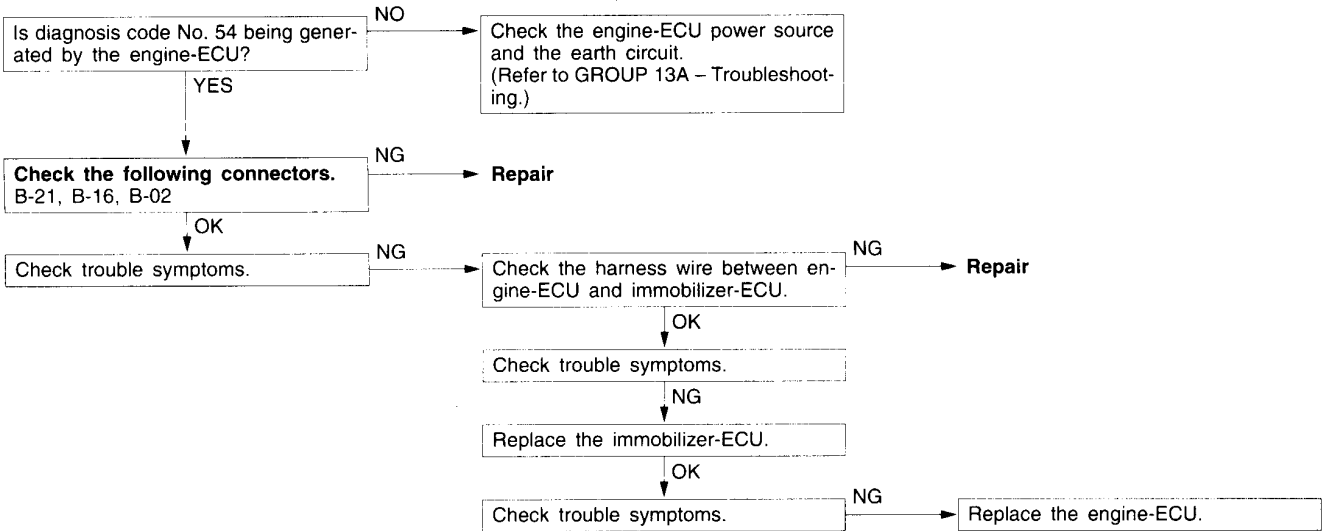 Is diagnosis code No. 54 being gener-
ated by the engine-ECU?
NO
Check the engine-ECU power source
and the earth circuit.
(Refer to GROUP 13A – Troubleshoot-
ing.)
YES
Check the following connectors.
B-21, B-16, B-02
NG
Repair
OK
Check trouble symptoms.
NG
Check the harness wire between en-
gine-ECU and immobilizer-ECU.
NG
Repair
OK
Check trouble symptoms.
NG
Replace the immobilizer-ECU.
OK
Check trouble symptoms.
NG
Replace the engine-ECU.